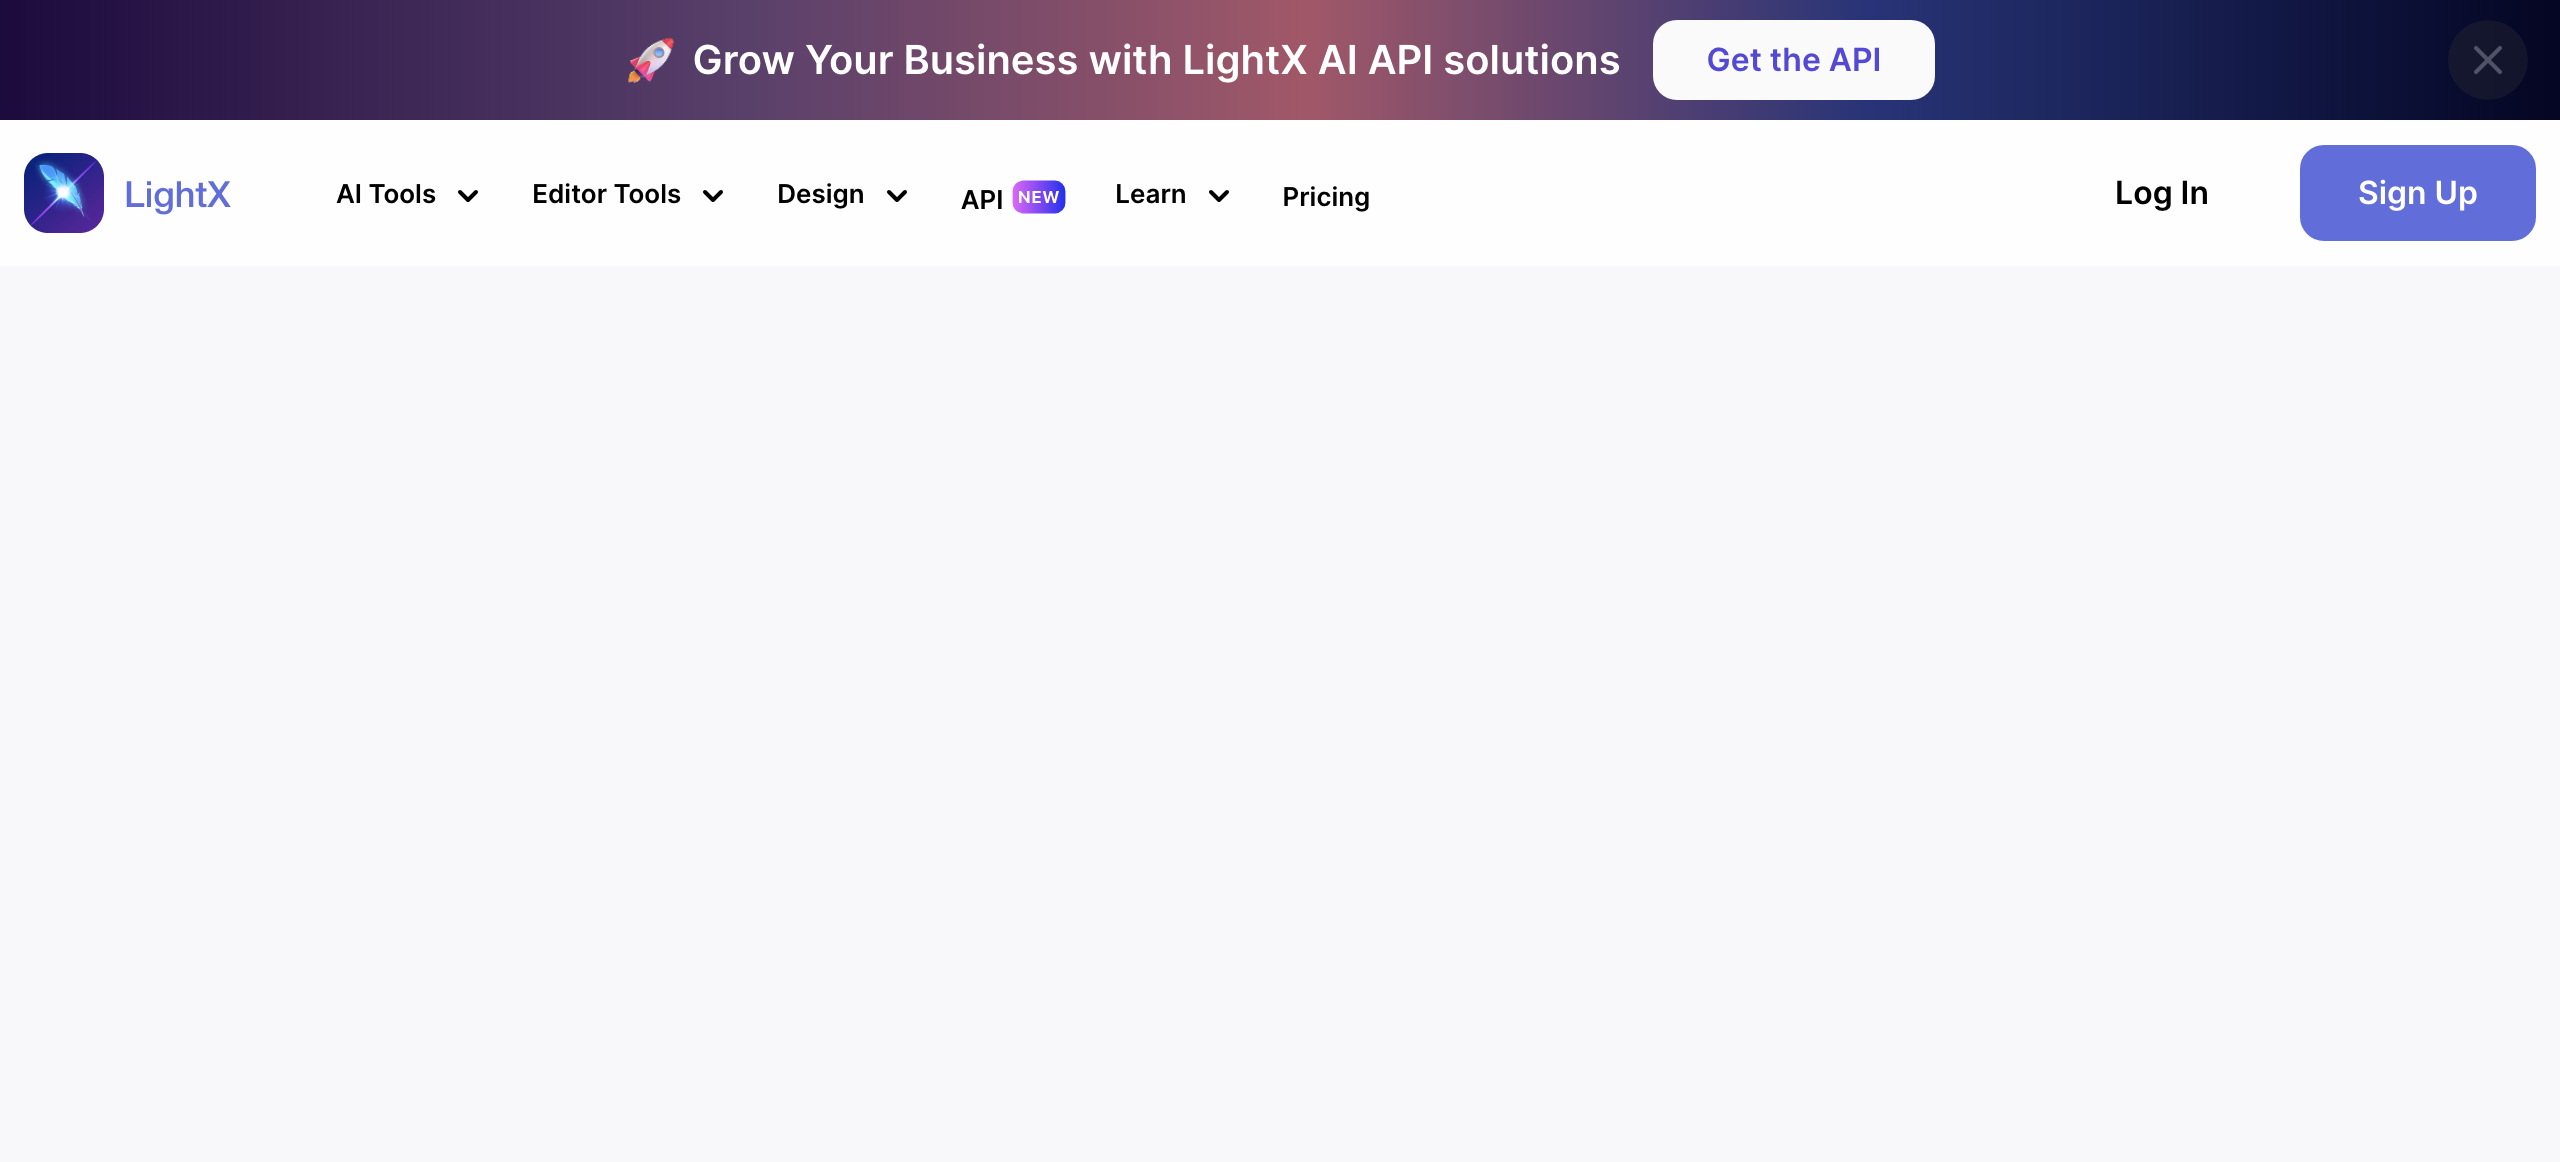 Grow Your Business with LightX AI API solutions
Get the API
LightX
AI Tools
Editor Tools
Design
API NEW
Learn
Pricing
Log In
Sign Up